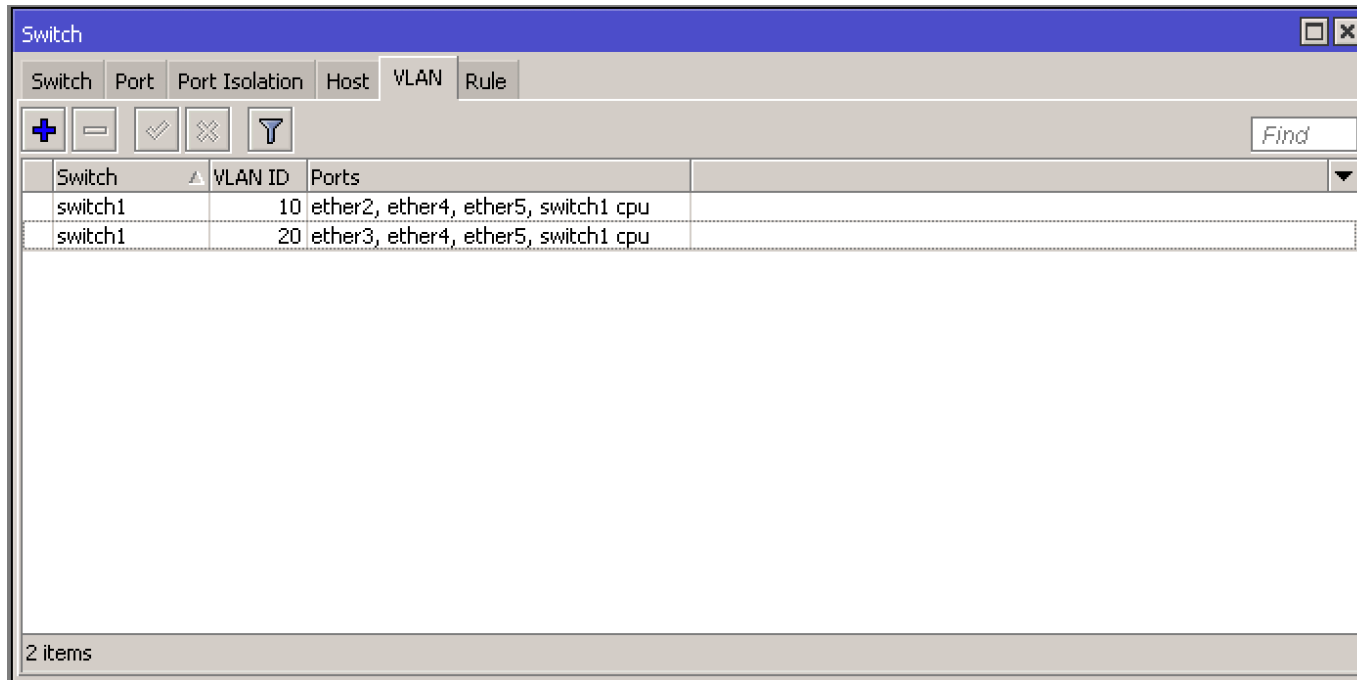 Switch
Switch Port Port Isolation Host VLAN Rule
Find
Switch VLAN ID Ports
switch1 10 ether2, ether4, ether5, switch1 cpu
switch1 20 ether3, ether4, ether5, switch1 cpu
2 items